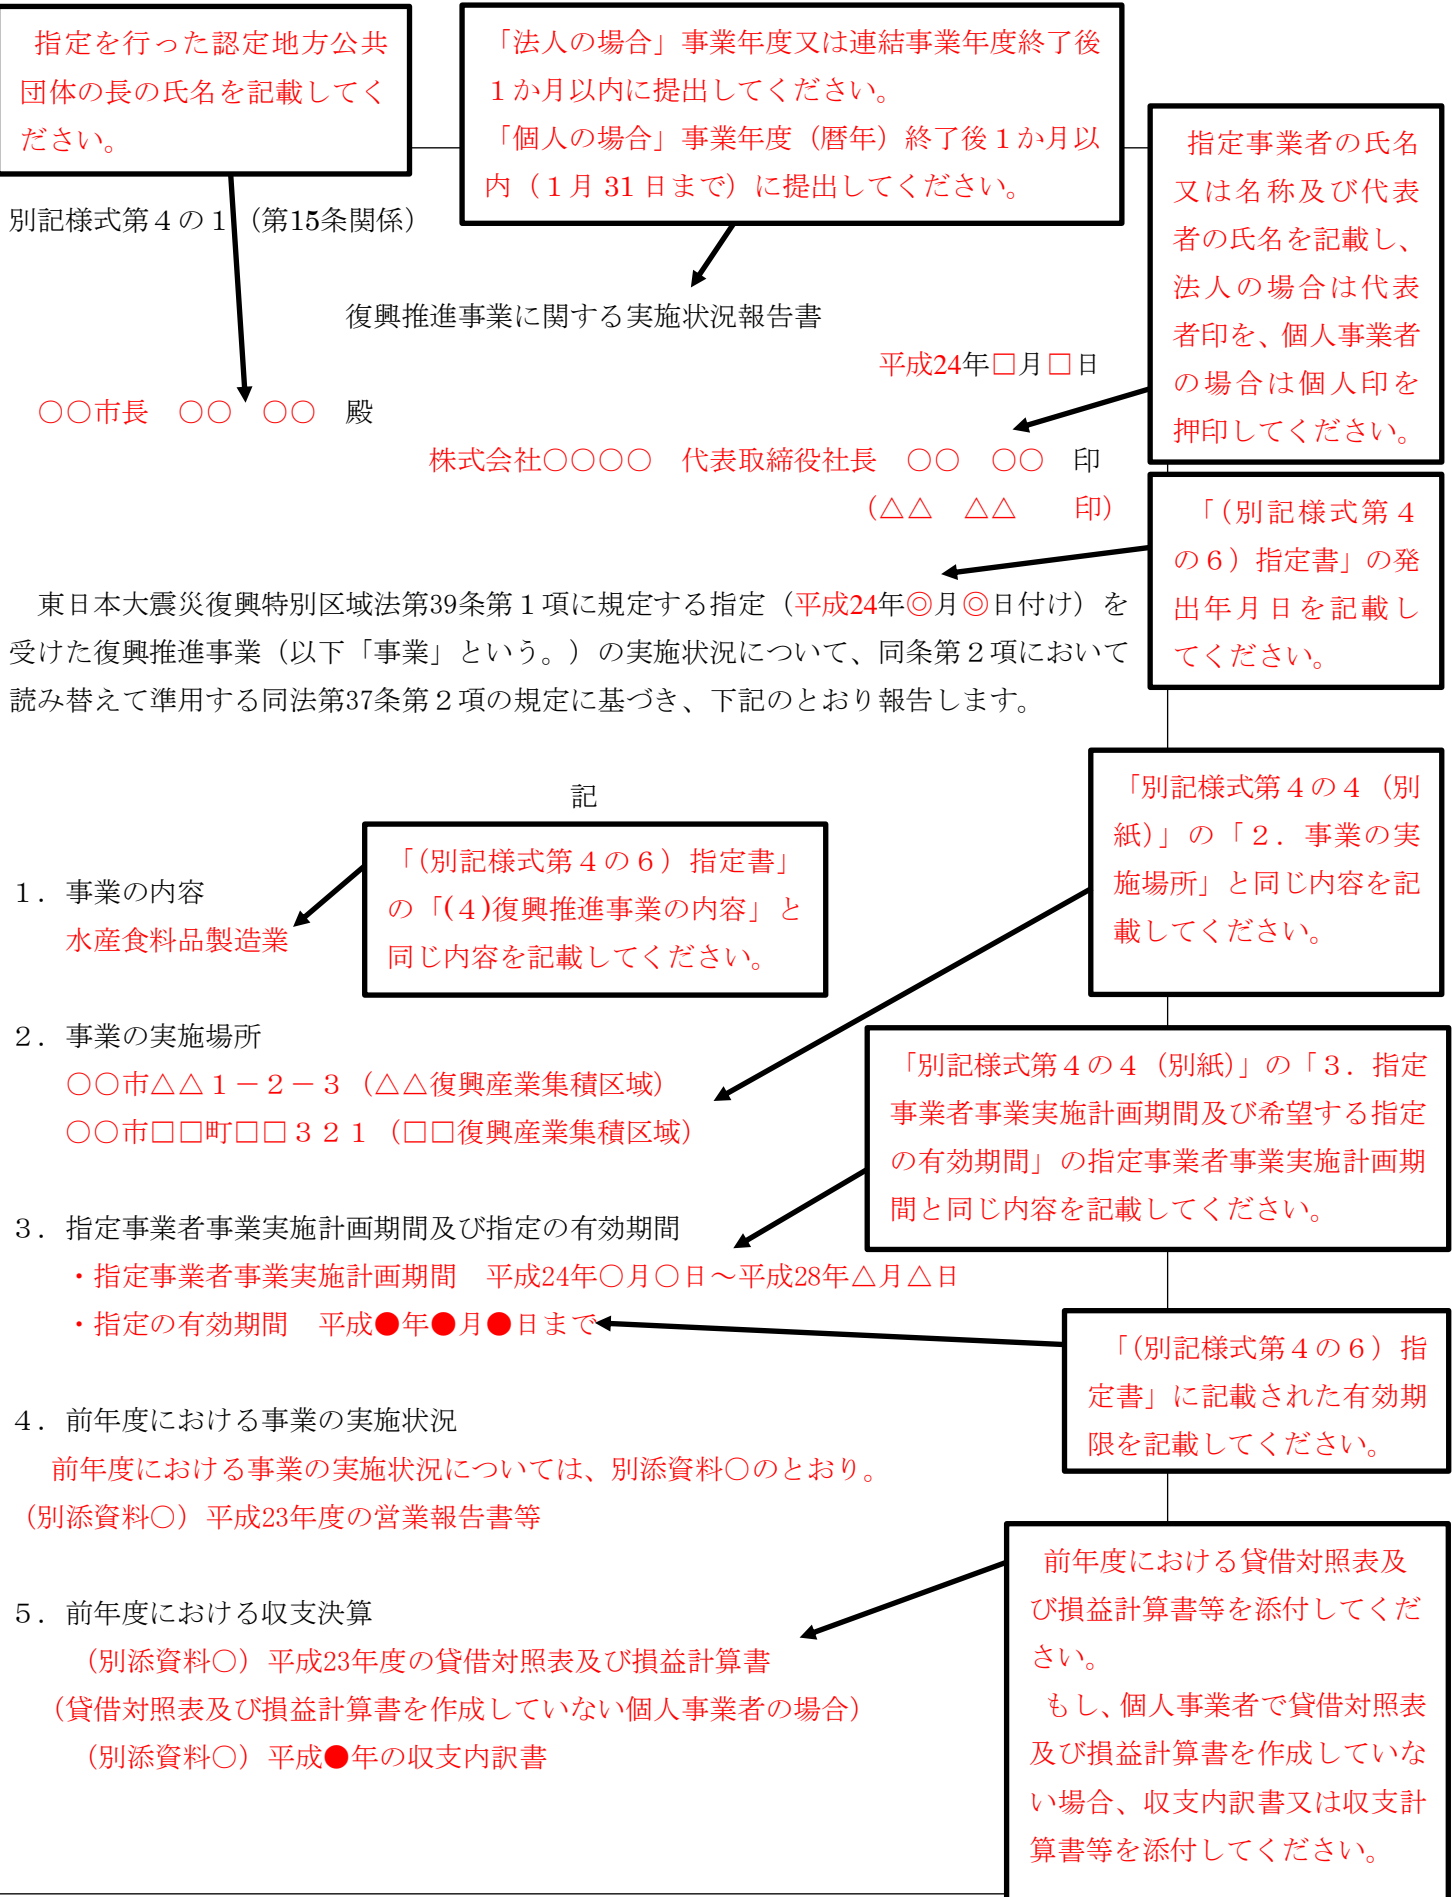 指定を行った認定地方公共
団体の長の氏名を記載してく
ださい。
「法人の場合」事業年度又は連結事業年度終了後
１か月以内に提出してください。
「個人の場合」事業年度（暦年）終了後１か月以
内（１月 31 日まで）に提出してください。
指定事業者の氏名
又は名称及び代表
者の氏名を記載し、
法人の場合は代表
者印を、個人事業者
の場合は個人印を
押印してください。
別記様式第４の１（第15条関係）
復興推進事業に関する実施状況報告書
平成24年□月□日
○○市長　○○　○○　殿
株式会社○○○○　代表取締役社長　○○　○○　印
（△△　△△　　印）
「（別記様式第４
の６）指定書」の発
出年月日を記載し
てください。
東日本大震災復興特別区域法第39条第１項に規定する指定（平成24年◎月◎日付け）を
受けた復興推進事業（以下「事業」という。）の実施状況について、同条第２項において
読み替えて準用する同法第37条第２項の規定に基づき、下記のとおり報告します。
記
「別記様式第４の４（別
紙）」の「２．事業の実
施場所」と同じ内容を記
載してください。
「（別記様式第４の６）指定書」
の「(４)復興推進事業の内容」と
同じ内容を記載してください。
１．事業の内容
水産食料品製造業
２．事業の実施場所
○○市△△１－２－３（△△復興産業集積区域）
○○市□□町□□３２１（□□復興産業集積区域）
「別記様式第４の４（別紙）」の「３．指定
事業者事業実施計画期間及び希望する指定
の有効期間」の指定事業者事業実施計画期
間と同じ内容を記載してください。
３．指定事業者事業実施計画期間及び指定の有効期間
・指定事業者事業実施計画期間　平成24年○月○日～平成28年△月△日
・指定の有効期間　平成●年●月●日まで
「（別記様式第４の６）指
定書」に記載された有効期
限を記載してください。
４．前年度における事業の実施状況
前年度における事業の実施状況については、別添資料○のとおり。
（別添資料○）平成23年度の営業報告書等
５．前年度における収支決算
（別添資料○）平成23年度の貸借対照表及び損益計算書
（貸借対照表及び損益計算書を作成していない個人事業者の場合）
（別添資料○）平成●年の収支内訳書
前年度における貸借対照表及
び損益計算書等を添付してくだ
さい。
もし、個人事業者で貸借対照表
及び損益計算書を作成していな
い場合、収支内訳書又は収支計
算書等を添付してください。